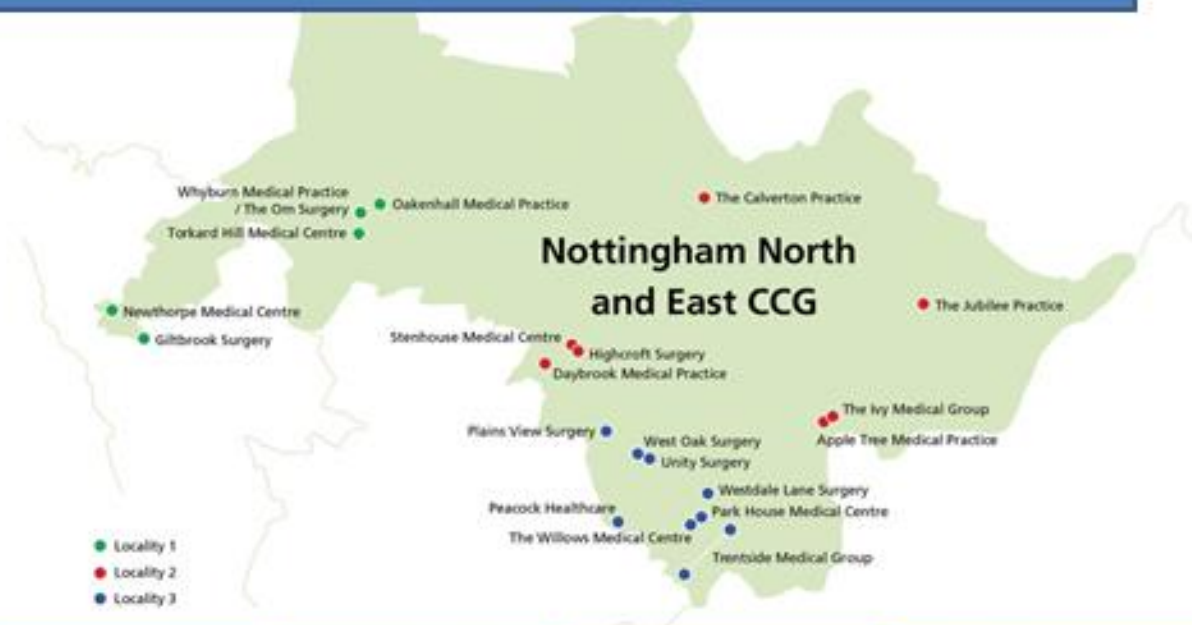 Whyburn Medical Practice
/ The Om Surgery
Oakenhall Medical Practice
The Calverton Practice
Torkard Hill Medical Centre
Nottingham North
and East CCG
Newthorpe Medical Centre
The Jubilee Practice
Giltbrook Surgery
Stenhouse Medical Centre
Highcroft Surgery
Daybrook Medical Practice
The Ivy Medical Group
Apple Tree Medical Practice
Plains View Surgery
West Oak Surgery
Unity Surgery
Westdale Lane Surgery
Peacock Healthcare
Park House Medical Centre
The Willows Medical Centre
Trentside Medical Group
Locality 1
Locality 2
Locality 3